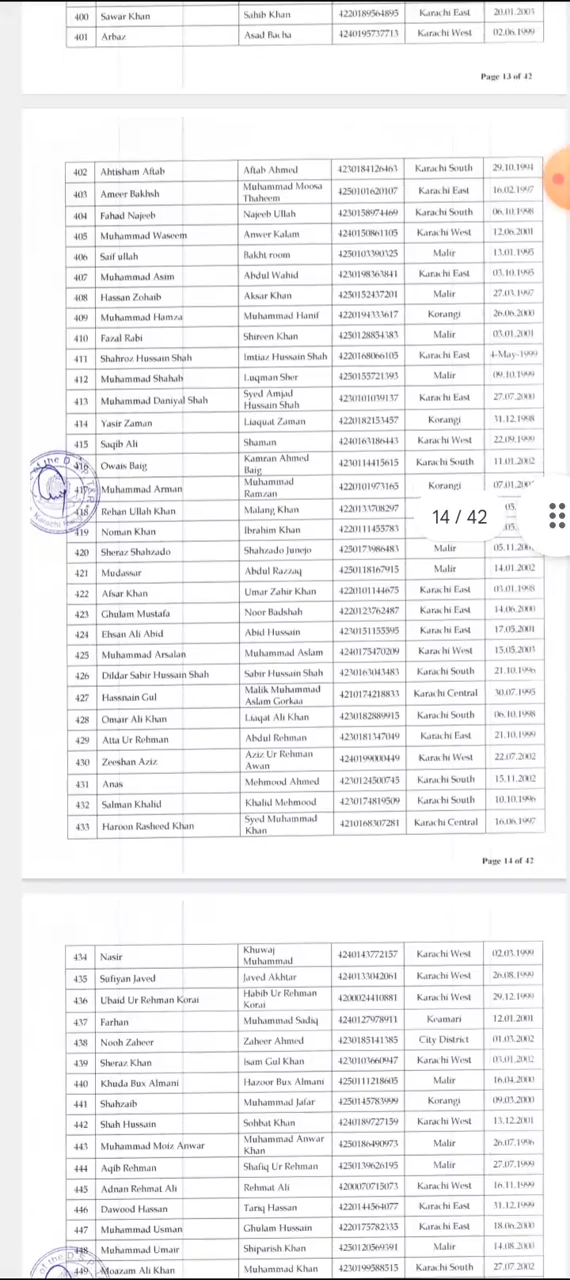 400 Sawar Khan Sahib Khan 4220189564895 Karachi East 20.01.2003
401 Arbaz Asad Bacha 4240195737713 Karachi West 02.06.1999
Page 13 of 42
402 Ahtisham Aftab Aftab Ahmed 4230184126463 Karachi South 29.10.1994
403 Ameer Bakhsh Muhammad Moosa Thaheem 4250101620107 Karachi East 16.02.1997
404 Fahad Najeeb Najeeb Ullah 4230158974469 Karachi South 06.10.1998
405 Muhammad Waseem Anwer Kalam 4240150861105 Karachi West 12.06.2001
406 Saif ullah Bakht room 4250103390325 Malir 13.01.1995
407 Muhammad Asim Abdul Wahid 4230198363841 Karachi East 03.10.1995
408 Hassan Zohaib Aksar Khan 4250152437201 Malir 27.03.1997
409 Muhammad Hamza Muhammad Hanif 4220194333617 Korangi 26.06.2000
410 Fazal Rabi Shireen Khan 4250128854383 Malir 03.01.2001
411 Shahroz Hussain Shah Imtiaz Hussain Shah 4220168066105 Karachi East 4-May-1999
412 Muhammad Shahab Luqman Sher 4250155721393 Malir 09.10.1999
413 Muhammad Daniyal Shah Syed Amjad Hussain Shah 4230101039137 Karachi East 27.07.2000
414 Yasir Zaman Liaquat Zaman 4220182153457 Korangi 31.12.1998
415 Saqib Ali Shaman 4240163186443 Karachi West 22.09.1999
416 Owais Baig Kamran Ahmed Baig 4230114415615 Karachi South 11.01.2002
417 Muhammad Arman Muhammad Ramzan 4220101973165 Korangi 07.01.
418 Rehan Ullah Khan Malang Khan 4220133708297 05.
419 Noman Khan Ibrahim Khan 4220111455783 05.
14 / 42
420 Sheraz Shahzado Shahzado Junejo 4250173986483 Malir 05.11.
421 Mudassar Abdul Razzaq 4250118167915 Malir 14.01.2002
422 Afsar Khan Umar Zahir Khan 4220101144675 Karachi East 03.01.1998
423 Ghulam Mustafa Noor Badshah 4220123762487 Karachi East 14.06.2000
424 Ehsan Ali Abid Abid Hussain 4230151155595 Karachi East 17.05.2001
425 Muhammad Arsalan Muhammad Aslam 4240175470209 Karachi West 15.05.2003
426 Dildar Sabir Hussain Shah Sabir Hussain Shah 4230163043483 Karachi South 21.10.1996
427 Hassnain Gul Malik Muhammad Aslam Gorkaa 4210174218833 Karachi Central 30.07.1995
428 Omair Ali Khan Liaqat Ali Khan 4230182889915 Karachi South 06.10.1998
429 Atta Ur Rehman Abdul Rehman 4230181347049 Karachi East 21.10.1999
430 Zeeshan Aziz Aziz Ur Rehman Awan 4240199000449 Karachi West 22.07.2002
431 Anas Mehmood Ahmed 4230124500745 Karachi South 15.11.2002
432 Salman Khalid Khalid Mehmood 4230174819509 Karachi South 10.10.1996
433 Haroon Rasheed Khan Syed Muhammad Khan 4210168307281 Karachi Central 16.06.1997
Page 14 of 42
434 Nasir Khuwaj Muhammad 4240143772157 Karachi West 02.03.1999
435 Sufiyan Javed Javed Akhtar 4240133042061 Karachi West 26.08.1999
436 Ubaid Ur Rehman Korai Habib Ur Rehman Korai 4200024410881 Karachi West 29.12.1999
437 Farhan Muhammad Sadiq 4240127978911 Keamari 12.01.2001
438 Nooh Zaheer Zaheer Ahmed 4230185141385 City District 01.03.2002
439 Sheraz Khan Isam Gul Khan 4230103660947 Karachi West 03.01.2002
440 Khuda Bux Almani Hazoor Bux Almani 4250111218605 Malir 16.04.2000
441 Shahzaib Muhammad Jafar 4250145783999 Korangi 09.03.2000
442 Shah Hussain Sohbat Khan 4240189727159 Karachi West 13.12.2001
443 Muhammad Moiz Anwar Muhammad Anwar Khan 4250186490973 Malir 26.07.1996
444 Aqib Rehman Shafiq Ur Rehman 4250139626195 Malir 27.07.1999
445 Adnan Rehmat Ali Rehmat Ali 4200070715073 Karachi West 16.11.1999
446 Dawood Hassan Tariq Hassan 4220144564077 Karachi East 31.12.1999
447 Muhammad Usman Ghulam Hussain 4220175782335 Karachi East 18.06.2000
448 Muhammad Umair Shiparish Khan 4250120569391 Malir 14.08.2000
449 Moazam Ali Khan Muhammad Khan 4230199588515 Karachi South 27.07.2002